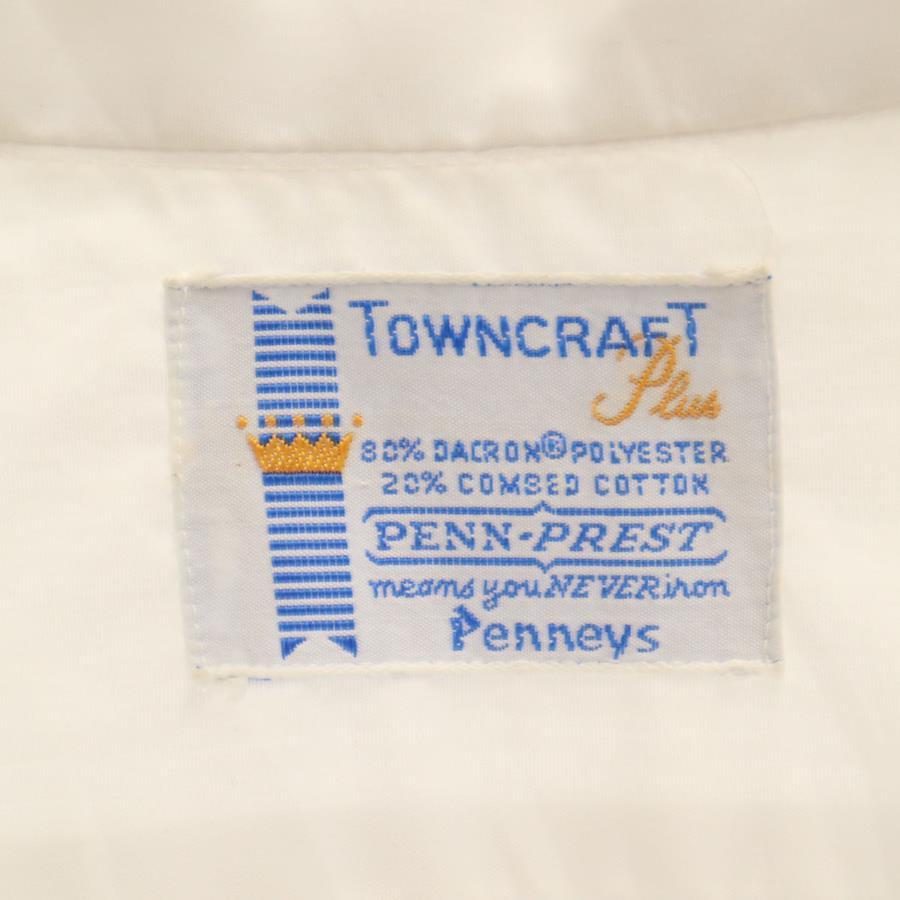 TOWNCRAFT
Plus
80% DACRON® POLYESTER
20% COMBED COTTON
PENN-PREST
means you NEVER iron
Penneys